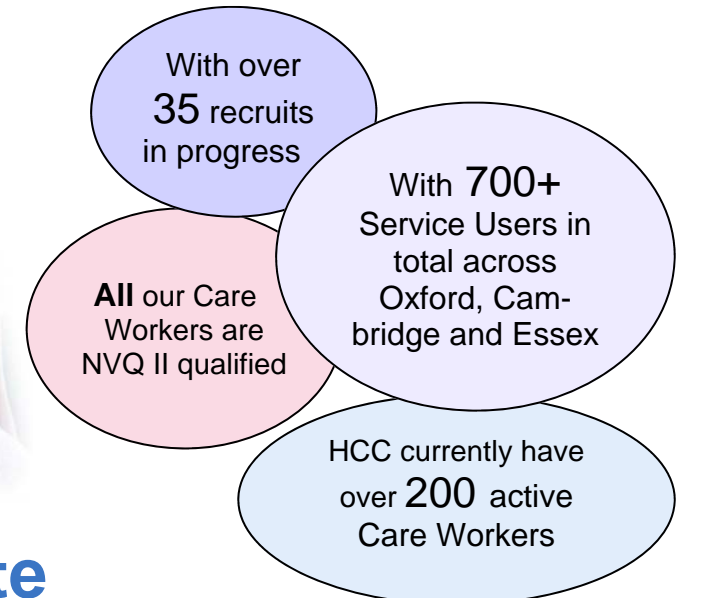 With over
35 recruits
in progress
With 700+
Service Users in
total across
Oxford, Cam-
bridge and Essex
All our Care
Workers are
NVQ II qualified
HCC currently have
over 200 active
Care Workers
te